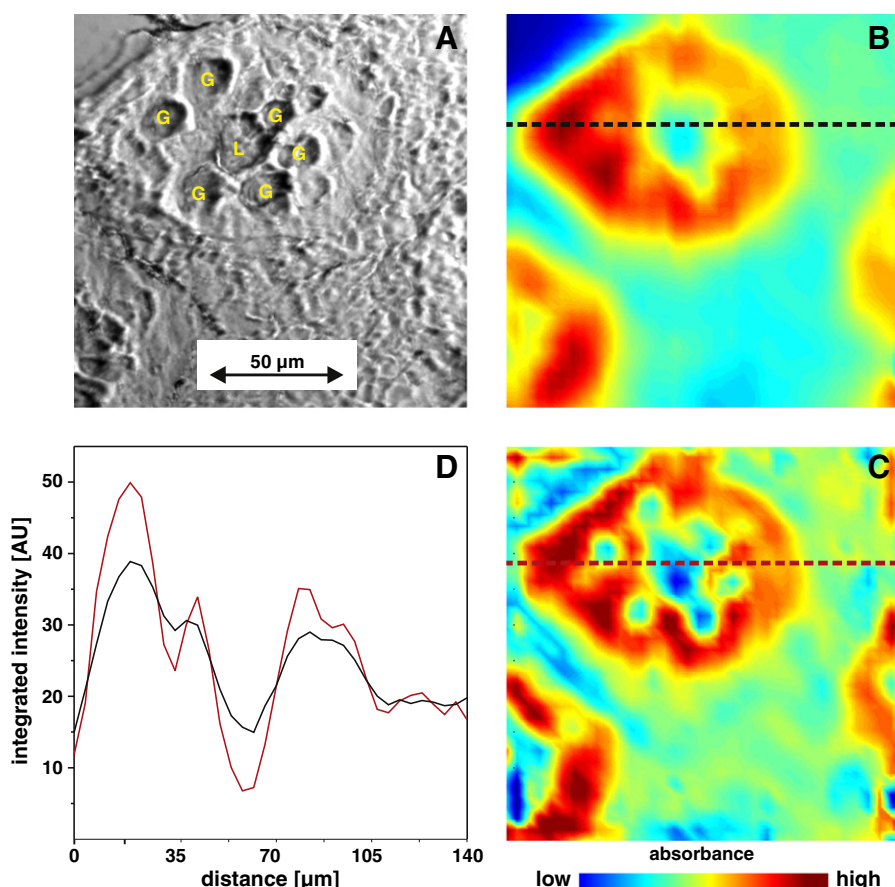 A
G
G
G
L
G
G
G
50 µm
B
D
50
40
30
20
10
integrated intensity [AU]
0
35
70
105
140
distance [µm]
C
absorbance
low
high